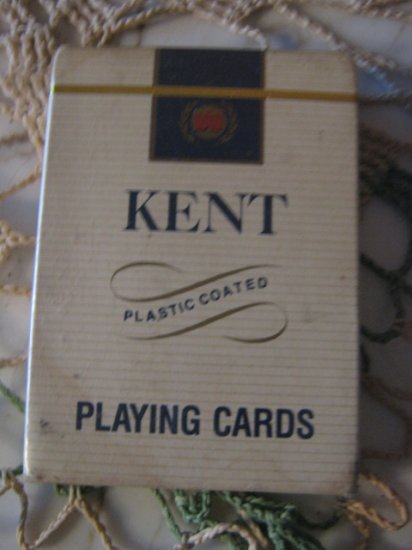 KENT
PLASTIC COATED
PLAYING CARDS